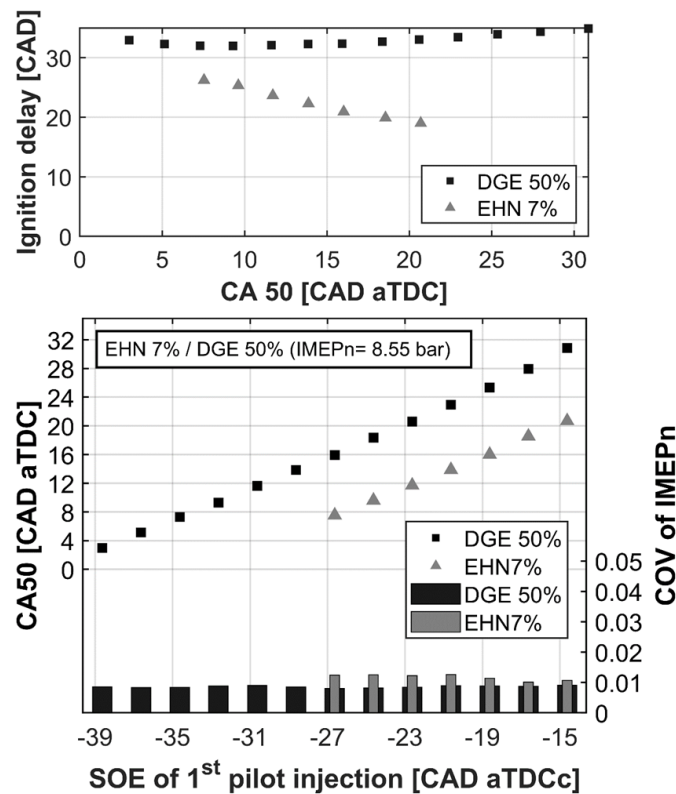 Ignition delay [CAD]
30
20
10
0
DGE 50%
EHN 7%
0 5 10 15 20 25 30
CA 50 [CAD aTDC]
EHN 7% / DGE 50% (IMEPn= 8.55 bar)
CA50 [CAD aTDC]
32
28
24
20
16
12
8
4
0
DGE 50%
EHN7%
DGE 50%
EHN7%
COV of IMEPn
0.05
0.04
0.03
0.02
0.01
0
-39 -35 -31 -27 -23 -19 -15
SOE of 1st pilot injection [CAD aTDCc]